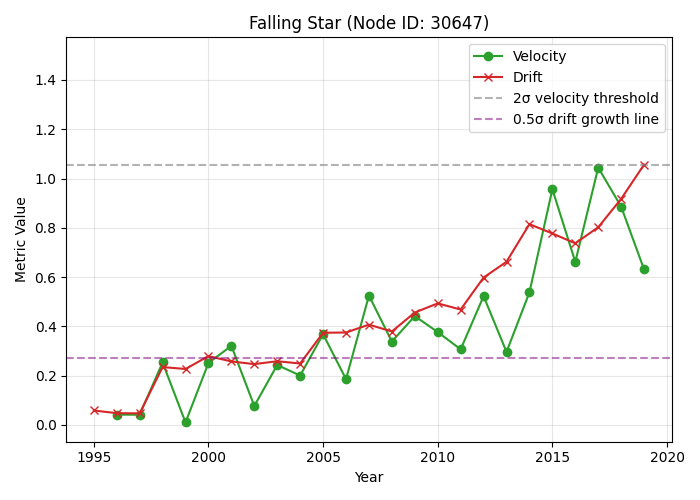 Falling Star (Node ID: 30647)
Velocity
Drift
2σ velocity threshold
0.5σ drift growth line
Metric Value
1.4
1.2
1.0
0.8
0.6
0.4
0.2
0.0
1995
2000
2005
2010
2015
2020
Year